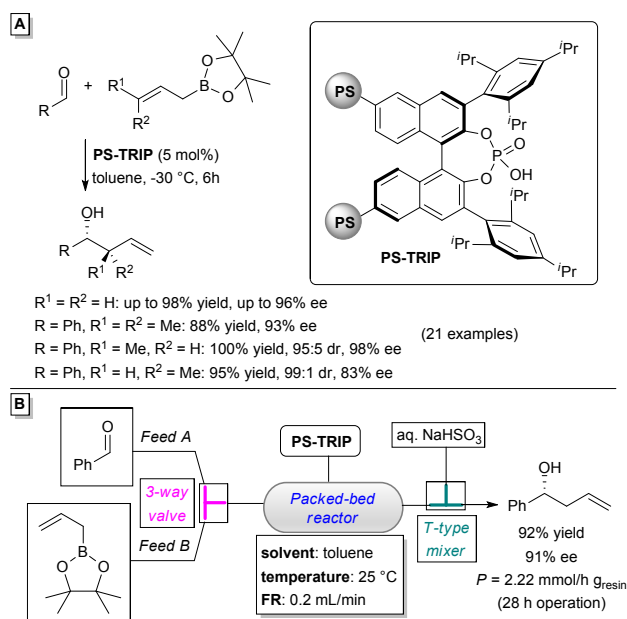 A
O
R
+
R¹
R²
B
O
O
PS-TRIP (5 mol%)
toluene, -30 °C, 6h
OH
R
R¹ R²
PS
PS
ⁱPr
ⁱPr
ⁱPr
O
O
P
O
OH
ⁱPr
ⁱPr
ⁱPr
PS-TRIP
R¹ = R² = H: up to 98% yield, up to 96% ee
R = Ph, R¹ = R² = Me: 88% yield, 93% ee
(21 examples)
R = Ph, R¹ = Me, R² = H: 100% yield, 95:5 dr, 98% ee
R = Ph, R¹ = H, R² = Me: 95% yield, 99:1 dr, 83% ee
B
O
Ph
Feed A
3-way
valve
Feed B
B
O
O
PS-TRIP
Packed-bed
reactor
solvent: toluene
temperature: 25 °C
FR: 0.2 mL/min
aq. NaHSO₃
T-type
mixer
OH
Ph
92% yield
91% ee
P = 2.22 mmol/h g_resin
(28 h operation)